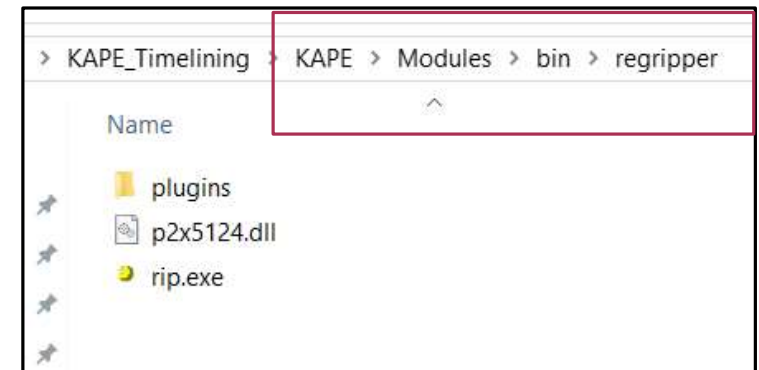 > KAPE_Timelining > KAPE > Modules > bin > regripper
Name
plugins
p2x5124.dll
rip.exe